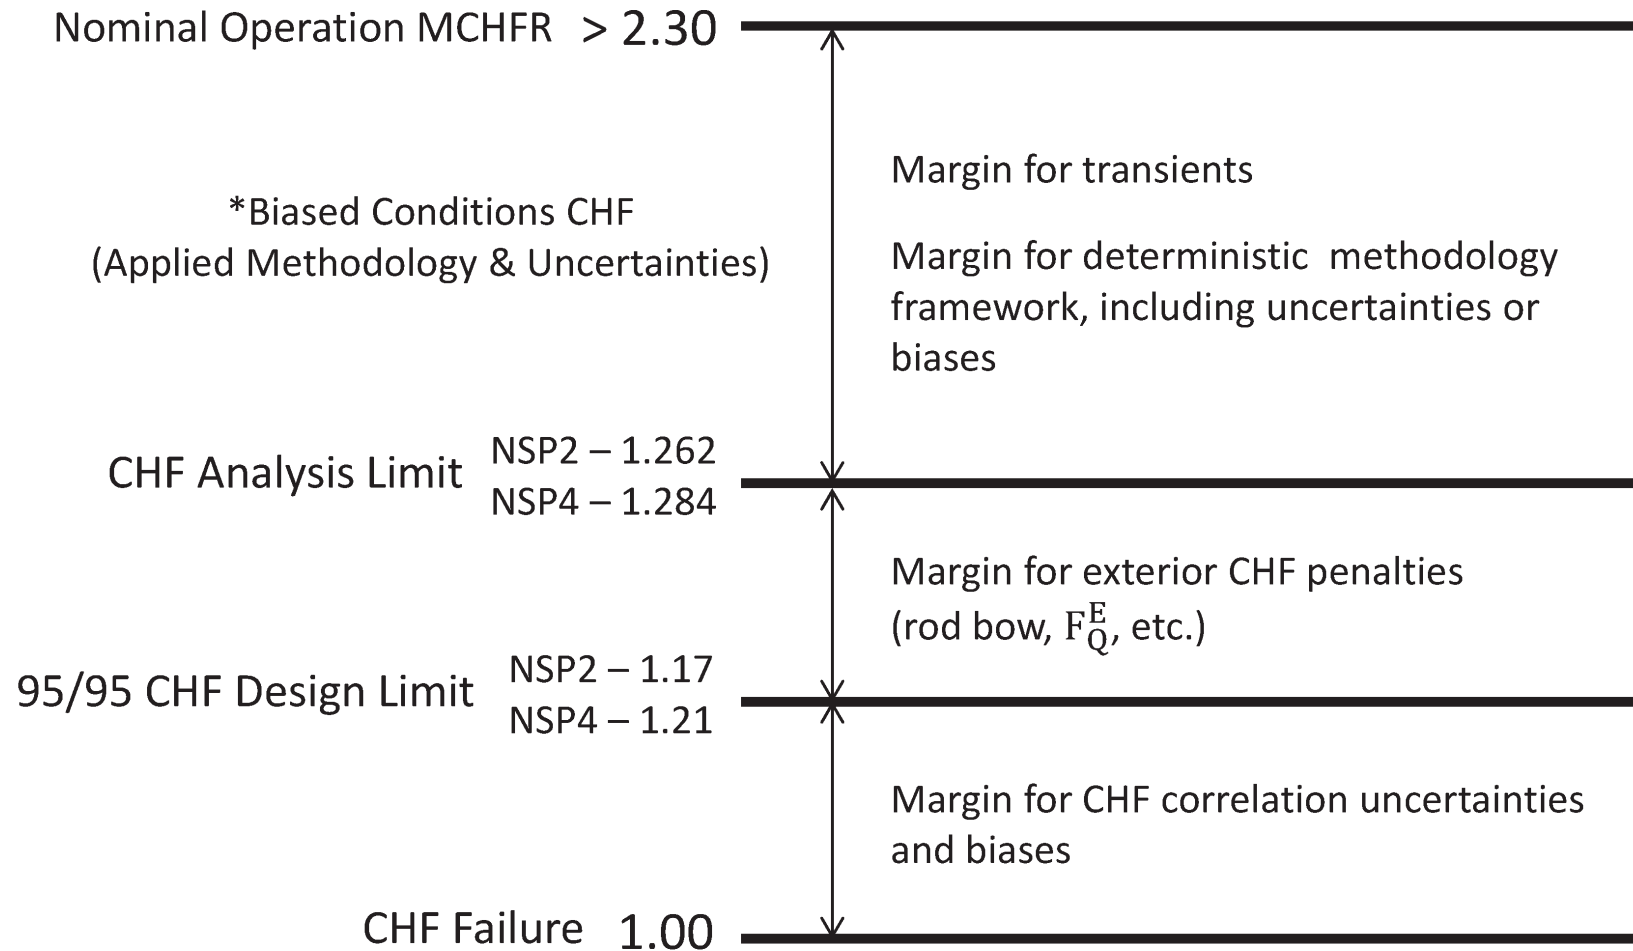 Nominal Operation MCHFR > 2.30
Margin for transients
*Biased Conditions CHF
(Applied Methodology & Uncertainties)
Margin for deterministic methodology
framework, including uncertainties or
biases
CHF Analysis Limit
NSP2 – 1.262
NSP4 – 1.284
Margin for exterior CHF penalties
(rod bow, F_Q^E, etc.)
95/95 CHF Design Limit
NSP2 – 1.17
NSP4 – 1.21
Margin for CHF correlation uncertainties
and biases
CHF Failure 1.00